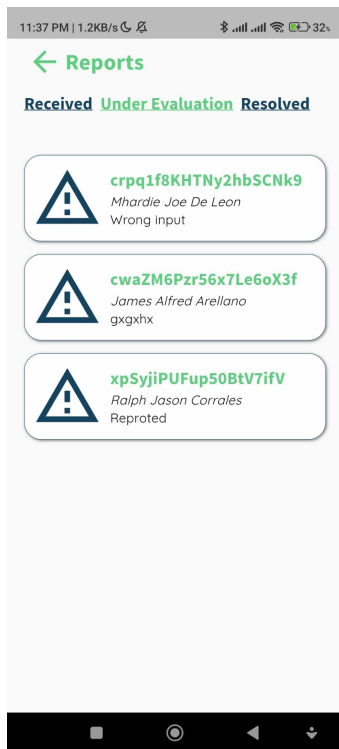 11:37 PM | 1.2KB/s
32%
Reports
Received Under Evaluation Resolved
crpq1f8KHTNy2hbSCNk9
Mhardie Joe De Leon
Wrong input
cwaZM6Pzr56x7Le6oX3f
James Alfred Arellano
gxgxhx
xpSyjiPUFup50BtV7ifV
Ralph Jason Corrales
Reproted